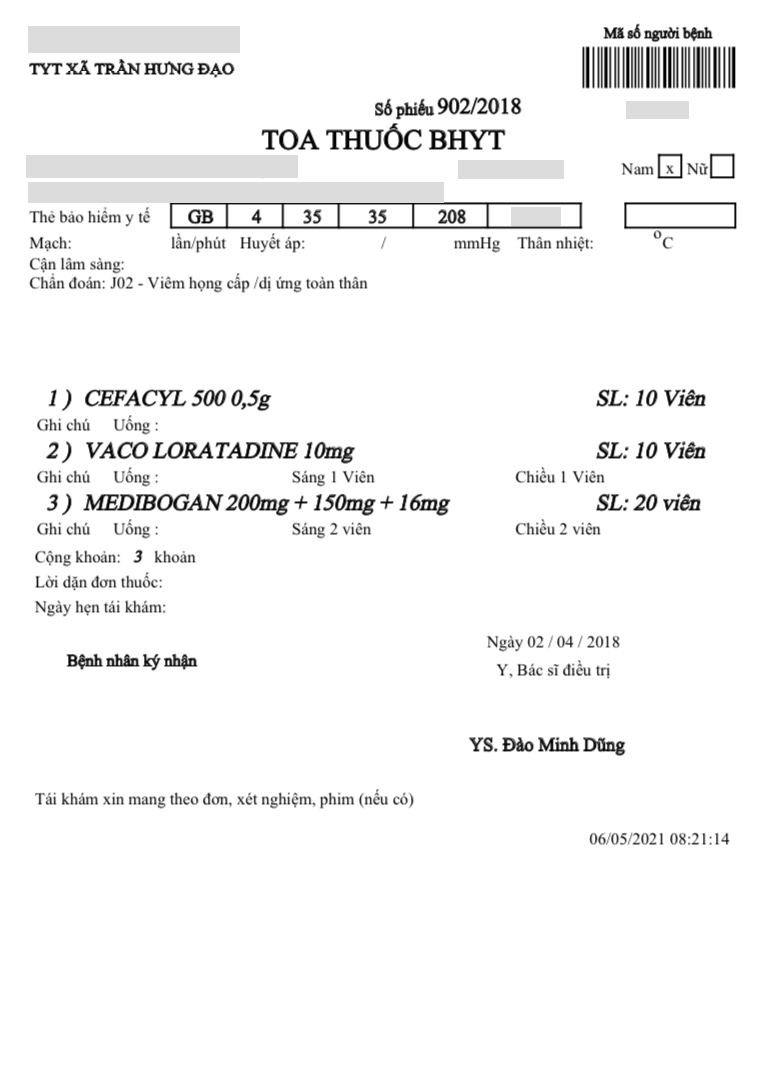 Mã số người bệnh
TYT XÃ TRẦN HƯNG ĐẠO
Số phiếu 902/2018
TOA THUỐC BHYT
Nam x Nữ
Thẻ bảo hiểm y tế GB 4 35 35 208
Mạch: lần/phút Huyết áp: / mmHg Thân nhiệt: °C
Cận lâm sàng:
Chẩn đoán: J02 - Viêm họng cấp /dị ứng toàn thân
1 ) CEFACYL 500 0,5g SL: 10 Viên
Ghi chú Uống :
2 ) VACO LORATADINE 10mg SL: 10 Viên
Ghi chú Uống : Sáng 1 Viên Chiều 1 Viên
3 ) MEDIBOGAN 200mg + 150mg + 16mg SL: 20 viên
Ghi chú Uống : Sáng 2 viên Chiều 2 viên
Cộng khoản: 3 khoản
Lời dặn đơn thuốc:
Ngày hẹn tái khám:
Ngày 02 / 04 / 2018
Bệnh nhân ký nhận
Y, Bác sĩ điều trị
YS. Đào Minh Dũng
Tái khám xin mang theo đơn, xét nghiệm, phim (nếu có)
06/05/2021 08:21:14